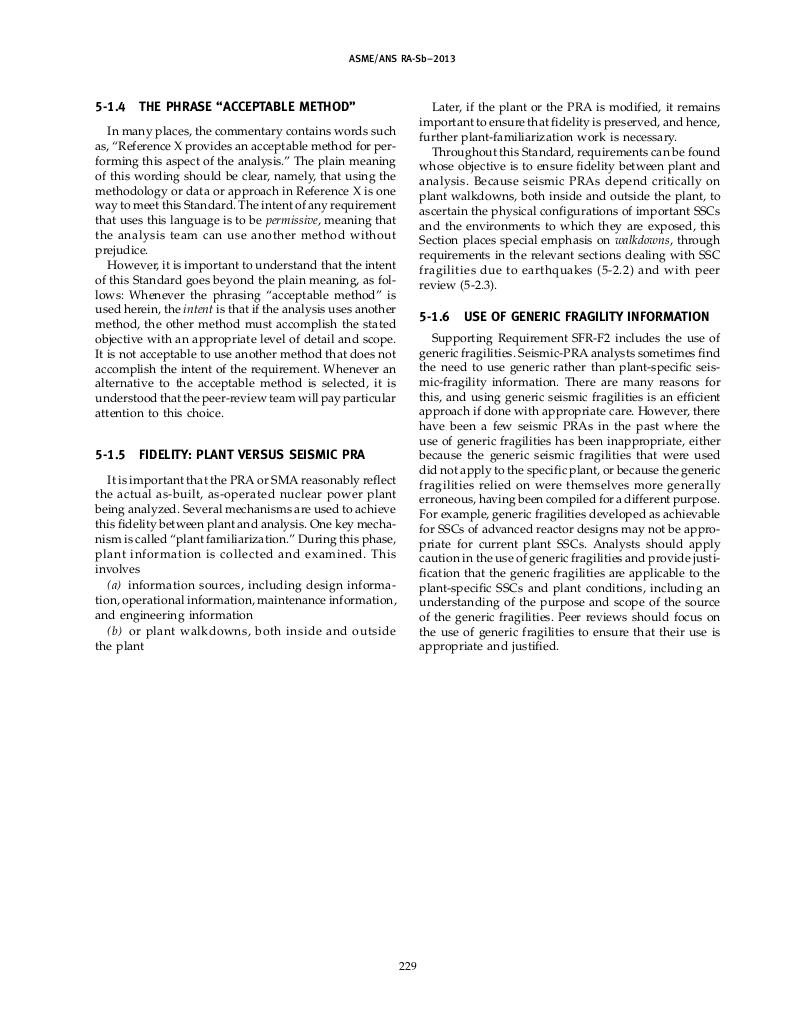 ASME/ANS RA-Sb–2013
5-1.4 THE PHRASE “ACCEPTABLE METHOD”
In many places, the commentary contains words such
as, “Reference X provides an acceptable method for per-
forming this aspect of the analysis.” The plain meaning
of this wording should be clear, namely, that using the
methodology or data or approach in Reference X is one
way to meet this Standard. The intent of any requirement
that uses this language is to be permissive, meaning that
the analysis team can use another method without
prejudice.
However, it is important to understand that the intent
of this Standard goes beyond the plain meaning, as fol-
lows: Whenever the phrasing “acceptable method” is
used herein, the intent is that if the analysis uses another
method, the other method must accomplish the stated
objective with an appropriate level of detail and scope.
It is not acceptable to use another method that does not
accomplish the intent of the requirement. Whenever an
alternative to the acceptable method is selected, it is
understood that the peer-review team will pay particular
attention to this choice.
5-1.5 FIDELITY: PLANT VERSUS SEISMIC PRA
It is important that the PRA or SMA reasonably reflect
the actual as-built, as-operated nuclear power plant
being analyzed. Several mechanisms are used to achieve
this fidelity between plant and analysis. One key mecha-
nism is called “plant familiarization.” During this phase,
plant information is collected and examined. This
involves
(a) information sources, including design informa-
tion, operational information, maintenance information,
and engineering information
(b) or plant walkdowns, both inside and outside
the plant
Later, if the plant or the PRA is modified, it remains
important to ensure that fidelity is preserved, and hence,
further plant-familiarization work is necessary.
Throughout this Standard, requirements can be found
whose objective is to ensure fidelity between plant and
analysis. Because seismic PRAs depend critically on
plant walkdowns, both inside and outside the plant, to
ascertain the physical configurations of important SSCs
and the environments to which they are exposed, this
Section places special emphasis on walkdowns, through
requirements in the relevant sections dealing with SSC
fragilities due to earthquakes (5-2.2) and with peer
review (5-2.3).
5-1.6 USE OF GENERIC FRAGILITY INFORMATION
Supporting Requirement SFR-F2 includes the use of
generic fragilities. Seismic-PRA analysts sometimes find
the need to use generic rather than plant-specific seis-
mic-fragility information. There are many reasons for
this, and using generic seismic fragilities is an efficient
approach if done with appropriate care. However, there
have been a few seismic PRAs in the past where the
use of generic fragilities has been inappropriate, either
because the generic seismic fragilities that were used
did not apply to the specific plant, or because the generic
fragilities relied on were themselves more generally
erroneous, having been compiled for a different purpose.
For example, generic fragilities developed as achievable
for SSCs of advanced reactor designs may not be appro-
priate for current plant SSCs. Analysts should apply
caution in the use of generic fragilities and provide justi-
fication that the generic fragilities are applicable to the
plant-specific SSCs and plant conditions, including an
understanding of the purpose and scope of the source
of the generic fragilities. Peer reviews should focus on
the use of generic fragilities to ensure that their use is
appropriate and justified.
229